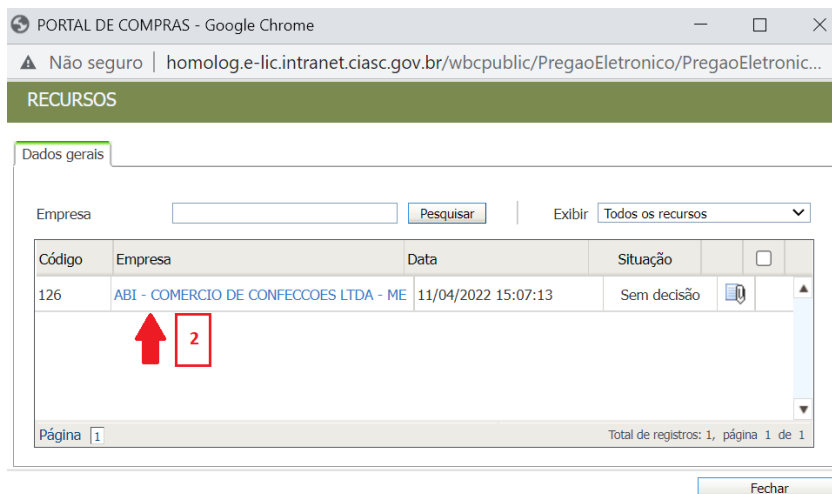 PORTAL DE COMPRAS - Google Chrome
Não seguro | homolog.e-lic.intranet.ciasc.gov.br/wbcpublic/PregaoEletronico/PregaoEletronic...
RECURSOS
Dados gerais
Empresa Pesquisar Exibir Todos os recursos
Código Empresa Data Situação
126 ABI - COMERCIO DE CONFECCOES LTDA - ME 11/04/2022 15:07:13 Sem decisão
2
Página 1 Total de registros: 1, página 1 de 1
Fechar